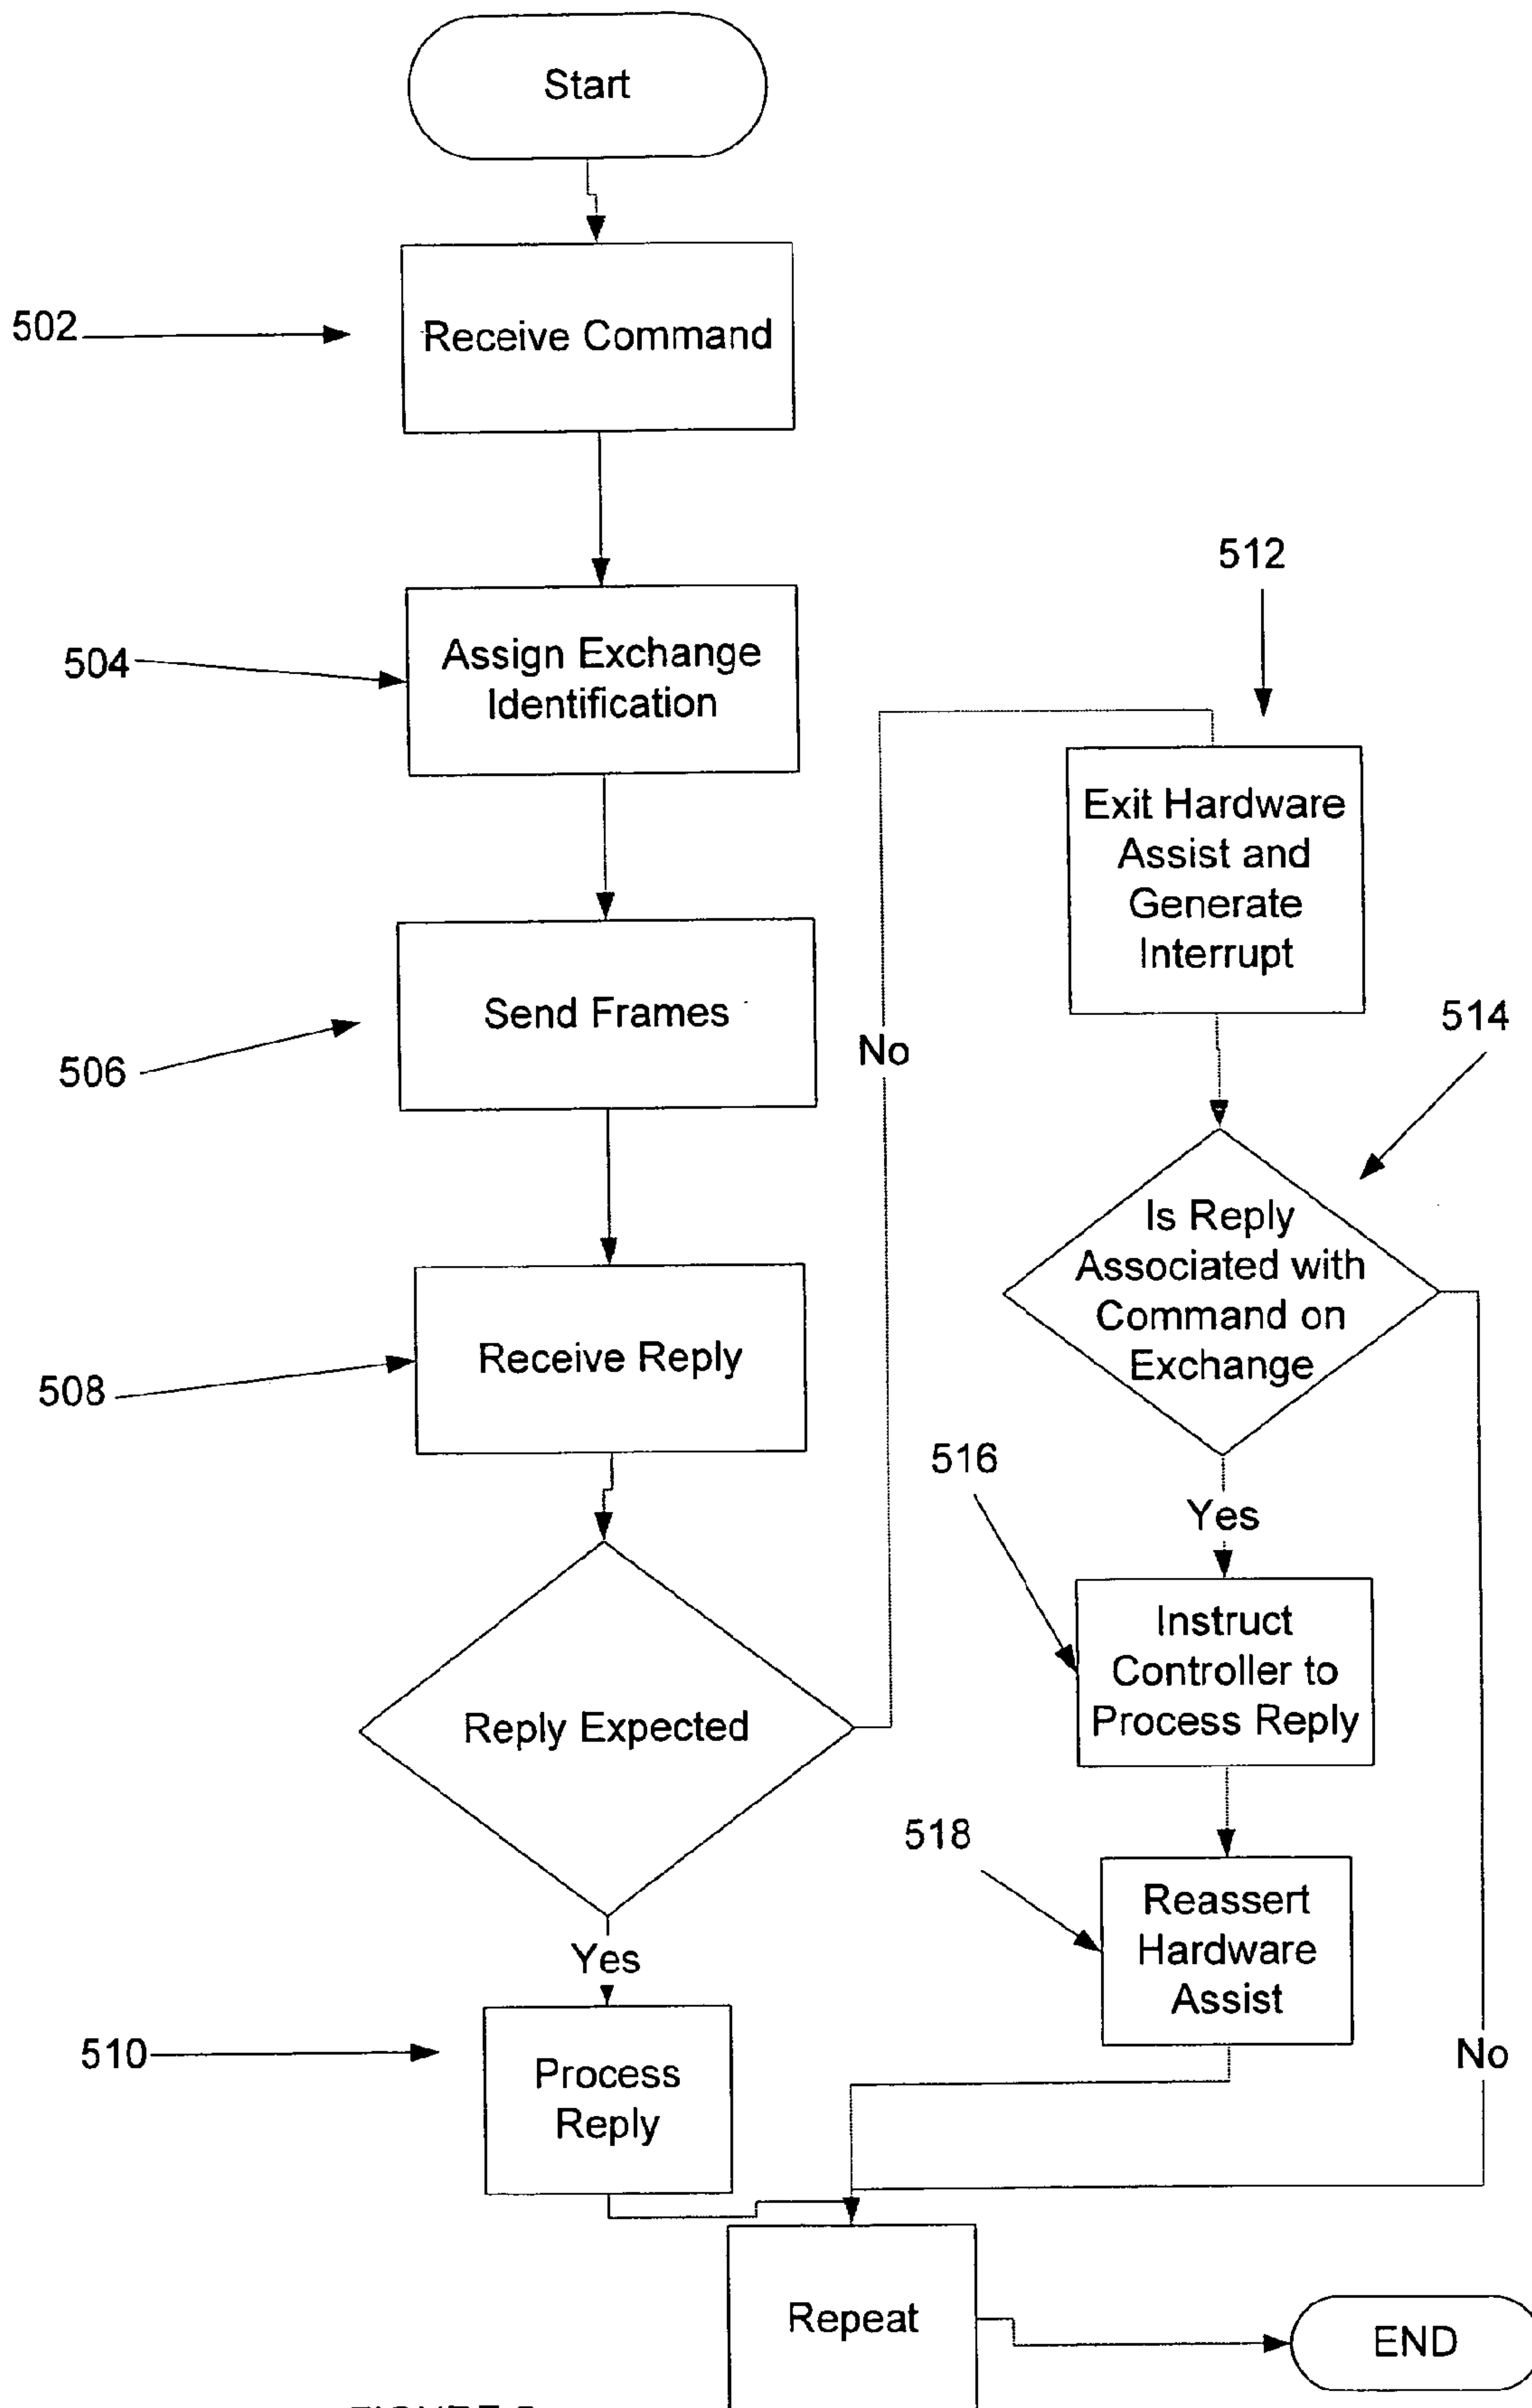 Start
502
Receive Command
504
Assign Exchange
Identification
506
Send Frames
508
Receive Reply
Reply Expected
Yes
510
Process
Reply
No
512
Exit Hardware
Assist and
Generate
Interrupt
514
Is Reply
Associated with
Command on
Exchange
516
Yes
Instruct
Controller to
Process Reply
518
Reassert
Hardware
Assist
No
Repeat
END